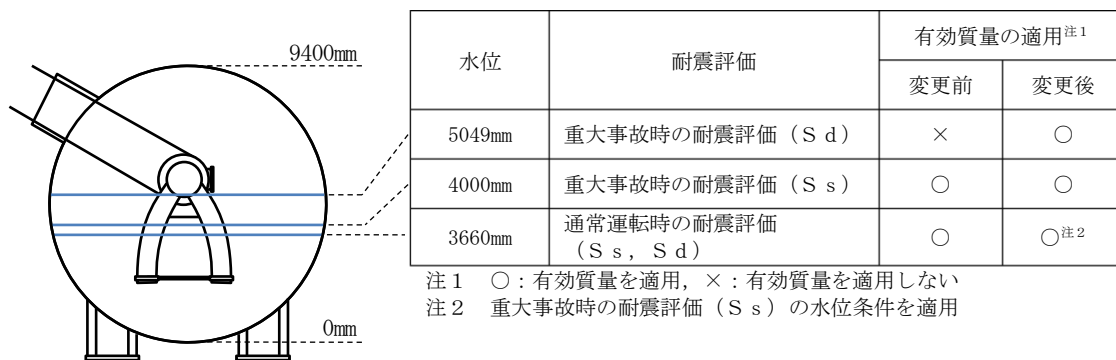 9400mm
0mm
有効質量の適用注1
水位
耐震評価
変更前
変更後
5049mm
重大事故時の耐震評価（Ｓｄ）
×
○
4000mm
重大事故時の耐震評価（Ｓｓ）
○
○
3660mm
通常運転時の耐震評価
（Ｓｓ，Ｓｄ）
○
○注2
注１　○：有効質量を適用，×：有効質量を適用しない
注２　重大事故時の耐震評価（Ｓｓ）の水位条件を適用